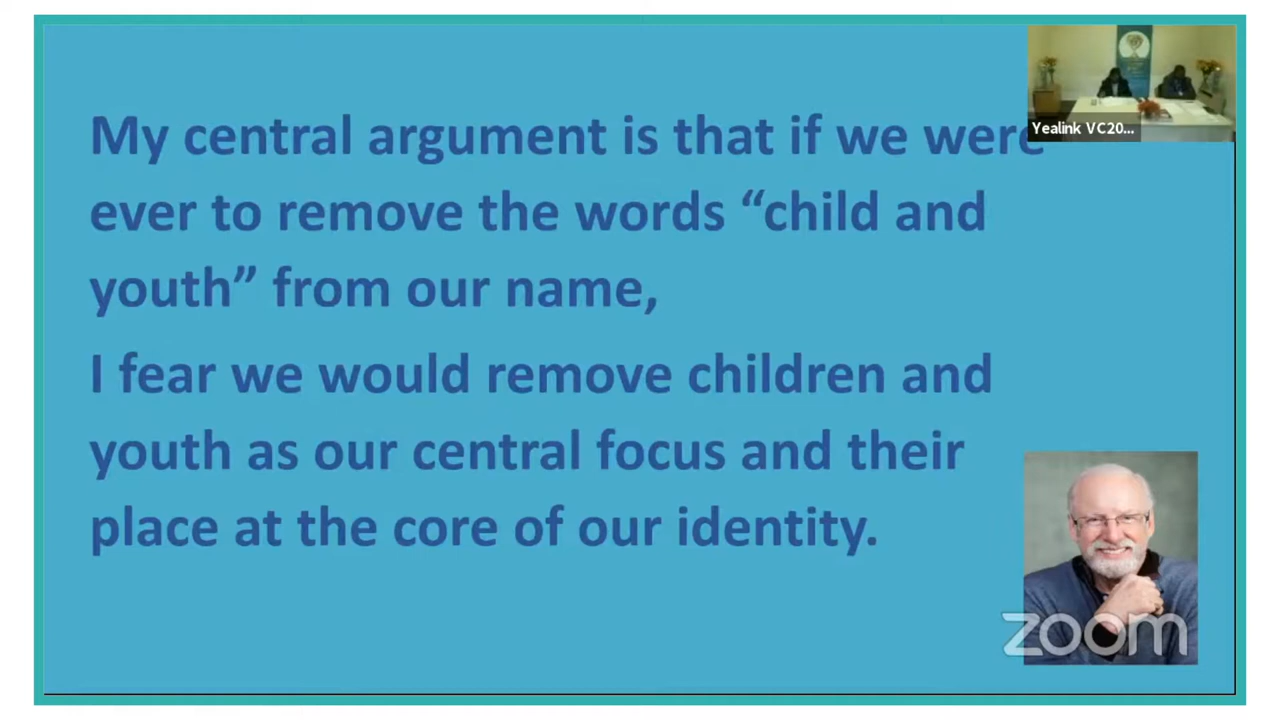 My central argument is that if we were
ever to remove the words “child and
youth” from our name,
I fear we would remove children and
youth as our central focus and their
place at the core of our identity.
Yealink VC20...
zoom